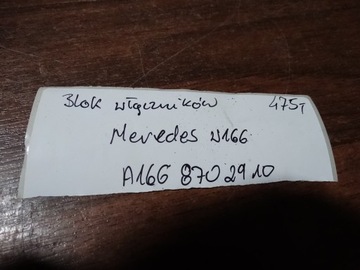 Blok włączników 475,
Mercedes W166
A166 870 29 10